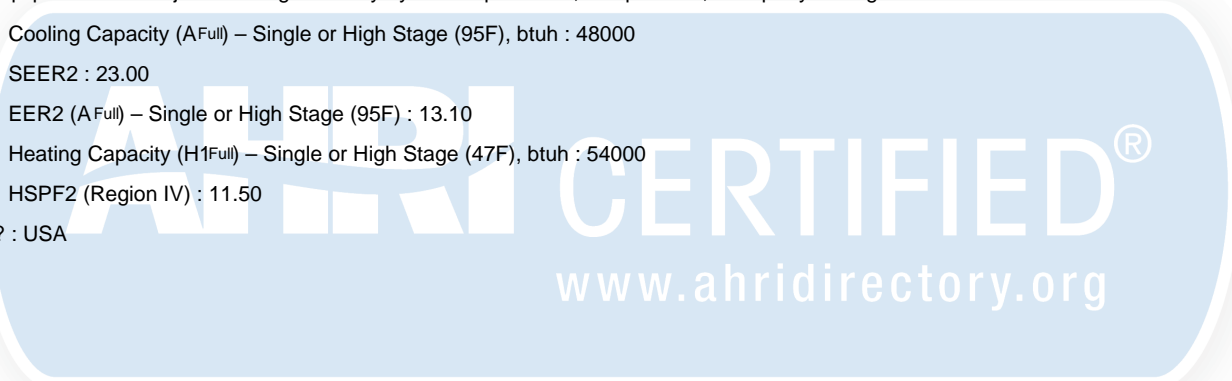 Cooling Capacity (AFull) – Single or High Stage (95F), btuh : 48000
SEER2 : 23.00
EER2 (AFull) – Single or High Stage (95F) : 13.10
Heating Capacity (H1Full) – Single or High Stage (47F), btuh : 54000
HSPF2 (Region IV) : 11.50
? : USA
AHRI CERTIFIED®
www.ahridirectory.org